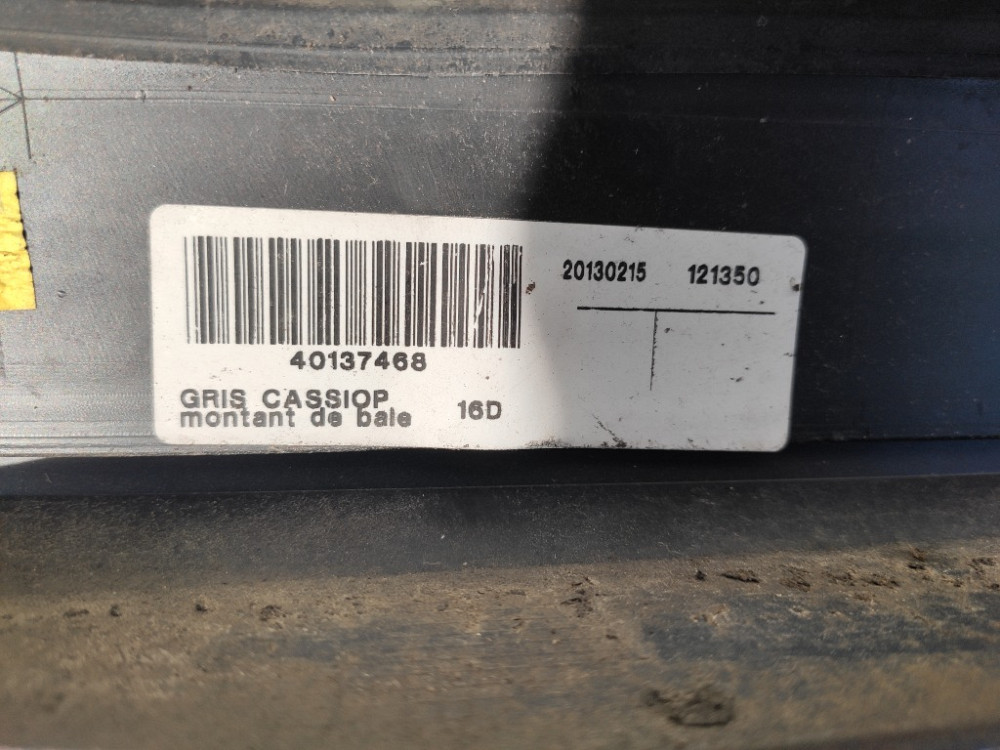 20130215 121350
40137468
GRIS CASSIOP
montant de baie 16D